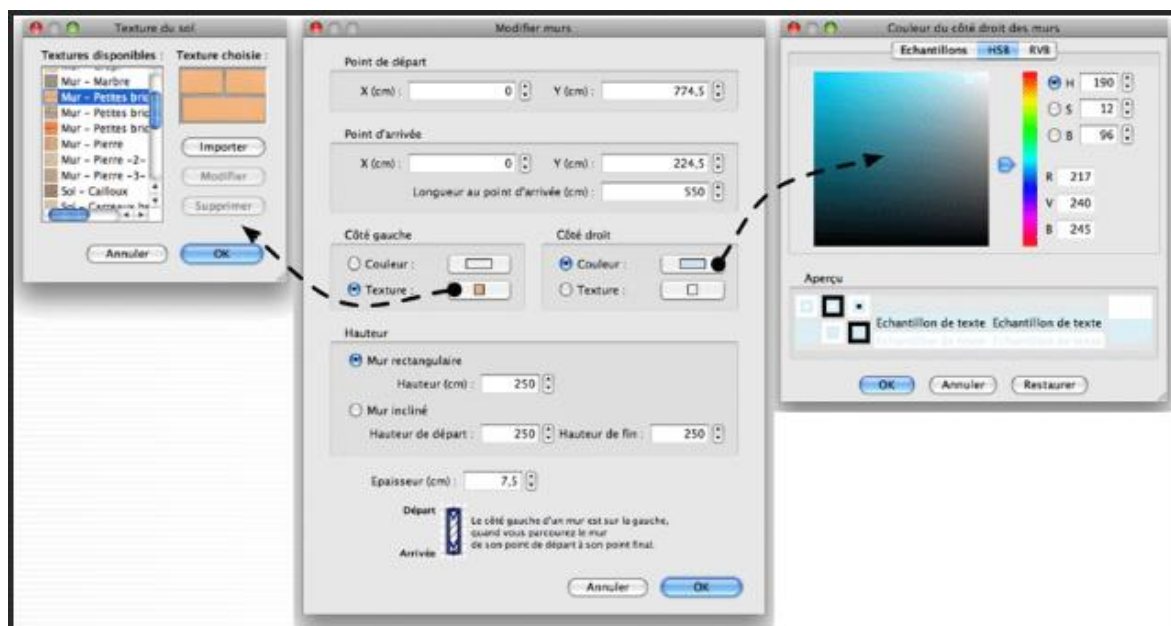 Texture du sol
Textures disponibles :
Texture choisie :
Mur - Marbre
Mur - Petites bric
Mur - Petites bric
Mur - Petites bric
Mur - Pierre
Mur - Pierre -2-
Mur - Pierre -3-
Sol - Cailloux
Importer
Modifier
Supprimer
Annuler
OK
Modifier murs
Point de départ
X (cm) : 0 Y (cm) : 774,5
Point d'arrivée
X (cm) : 0 Y (cm) : 224,5
Longueur au point d'arrivée (cm) : 550
Côté gauche
Couleur :
Texture :
Côté droit
Couleur :
Texture :
Hauteur
Mur rectangulaire
Hauteur (cm) : 250
Mur incliné
Hauteur de départ : 250 Hauteur de fin : 250
Epaisseur (cm) : 7,5
Départ
Arrivée
Le côté gauche d'un mur est sur la gauche,
quand vous parcourez le mur
de son point de départ à son point final.
Annuler OK
Couleur du côté droit des murs
Echantillons HSB RVB
H 190
S 12
B 96
R 217
V 240
B 245
Aperçu
Echantillon de texte Echantillon de texte
OK Annuler Restaurer